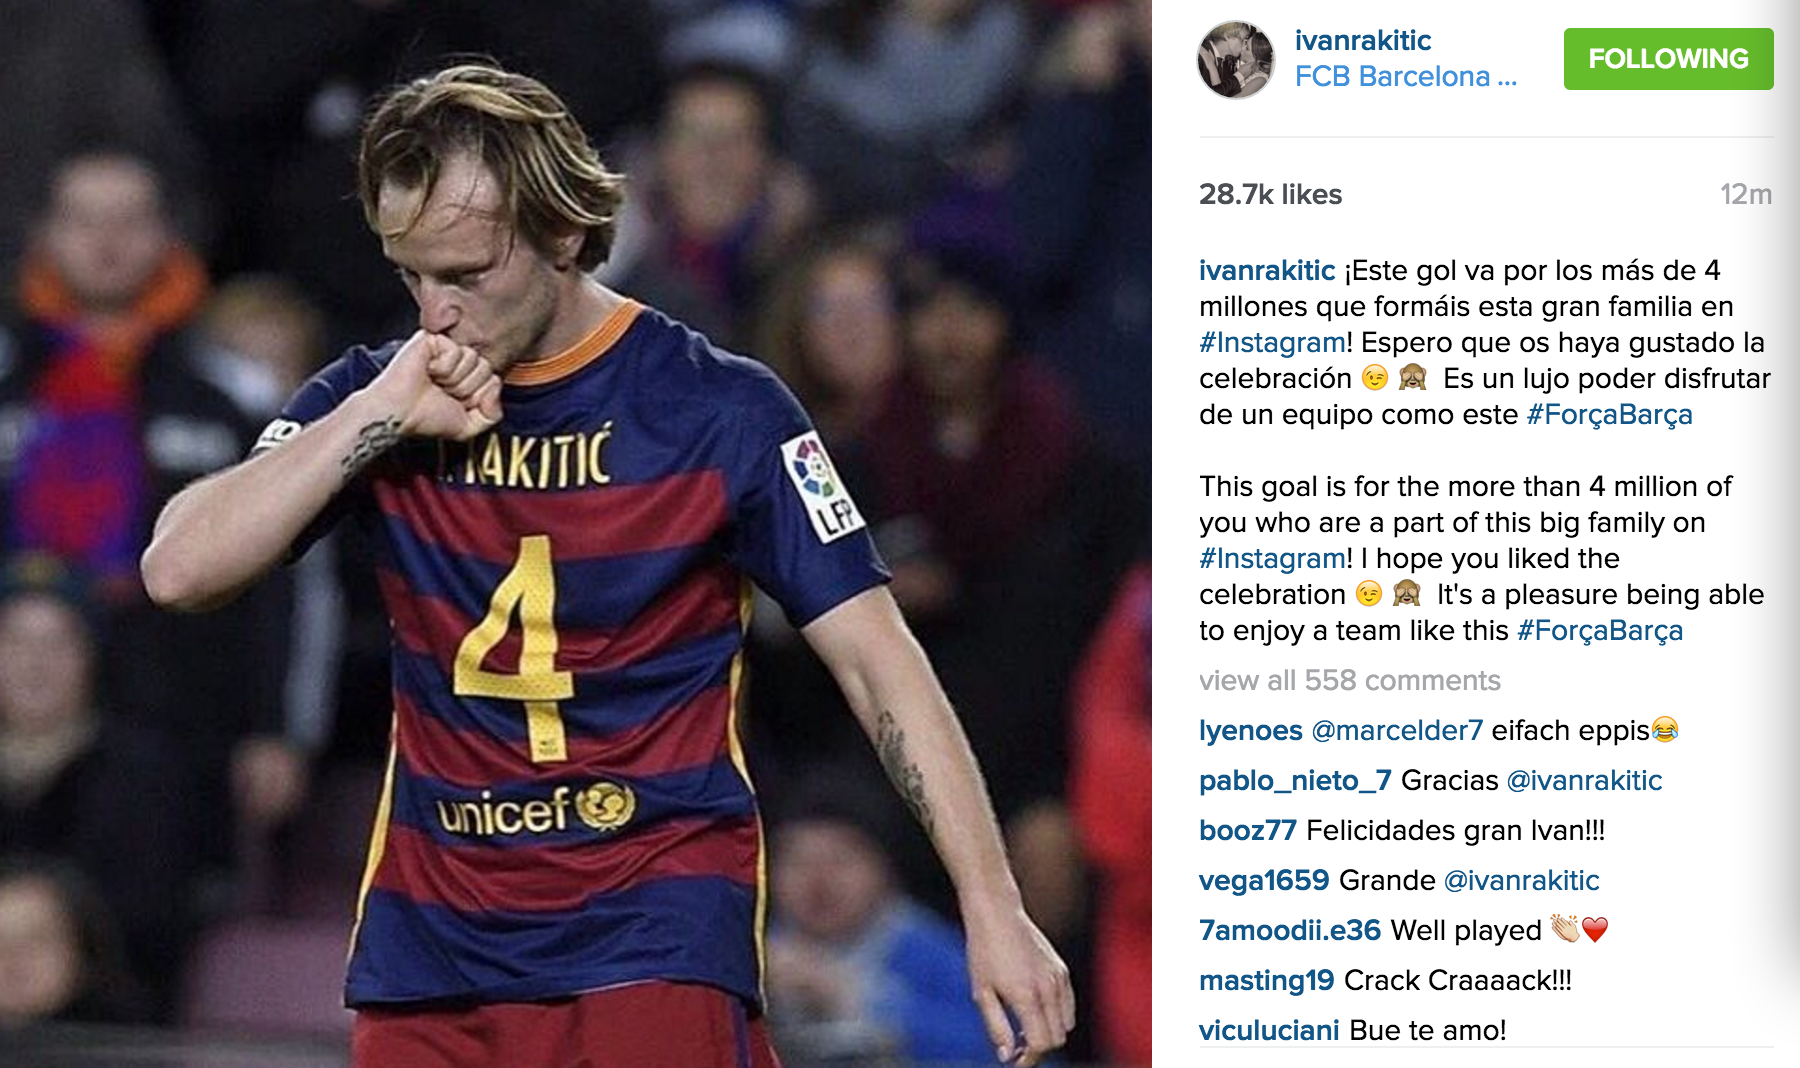 I. RAKITIĆ
4
unicef
LFP
ivanrakitic
FCB Barcelona ...
FOLLOWING
28.7k likes
12m
ivanrakitic ¡Este gol va por los más de 4
millones que formáis esta gran familia en
#Instagram! Espero que os haya gustado la
celebración 😉 🙈 Es un lujo poder disfrutar
de un equipo como este #ForçaBarça
This goal is for the more than 4 million of
you who are a part of this big family on
#Instagram! I hope you liked the
celebration 😉 🙈 It's a pleasure being able
to enjoy a team like this #ForçaBarça
view all 558 comments
lyenoes @marcelder7 eifach eppis😂
pablo_nieto_7 Gracias @ivanrakitic
booz77 Felicidades gran Ivan!!!
vega1659 Grande @ivanrakitic
7amoodii.e36 Well played 👏🏻❤️
masting19 Crack Craaaack!!!
viculuciani Bue te amo!